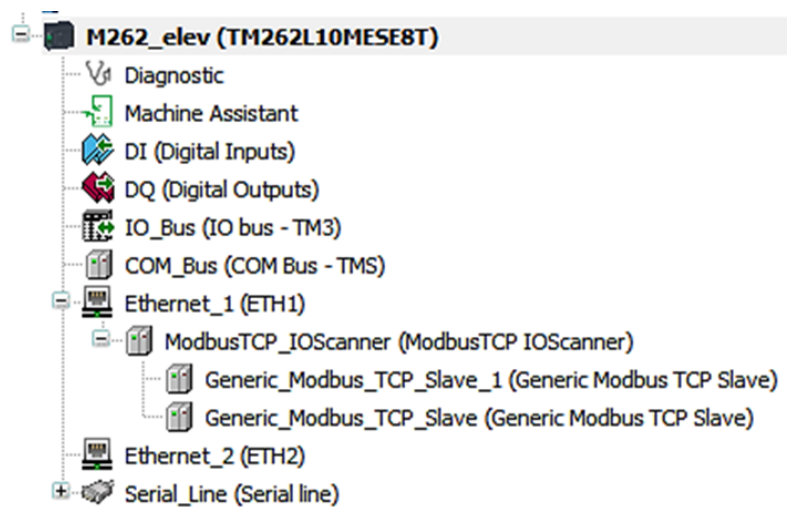 M262_elev (TM262L10MESE8T)
Diagnostic
Machine Assistant
DI (Digital Inputs)
DQ (Digital Outputs)
IO_Bus (IO bus - TM3)
COM_Bus (COM Bus - TMS)
Ethernet_1 (ETH1)
ModbusTCP_IOScanner (ModbusTCP IOScanner)
Generic_Modbus_TCP_Slave_1 (Generic Modbus TCP Slave)
Generic_Modbus_TCP_Slave (Generic Modbus TCP Slave)
Ethernet_2 (ETH2)
Serial_Line (Serial line)